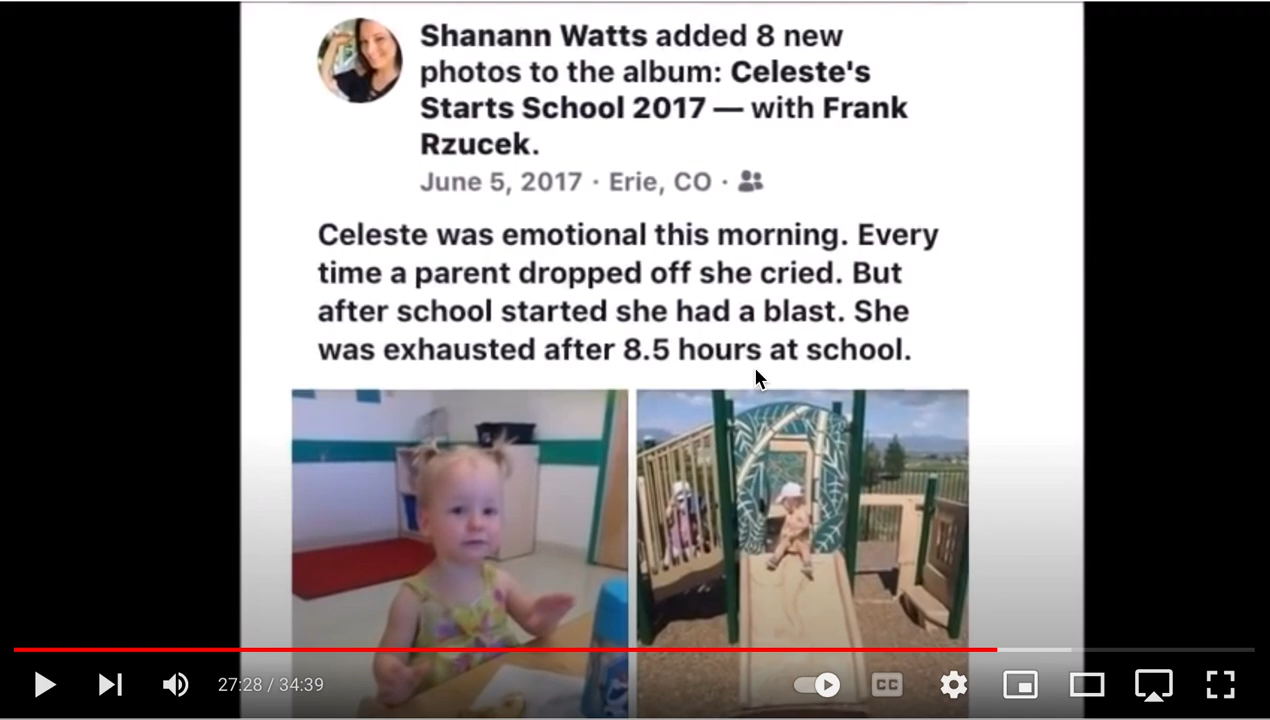 Shanann Watts added 8 new
photos to the album: Celeste's
Starts School 2017 — with Frank
Rzucek.
June 5, 2017 · Erie, CO ·
Celeste was emotional this morning. Every
time a parent dropped off she cried. But
after school started she had a blast. She
was exhausted after 8.5 hours at school.
27:28 / 34:39
CC